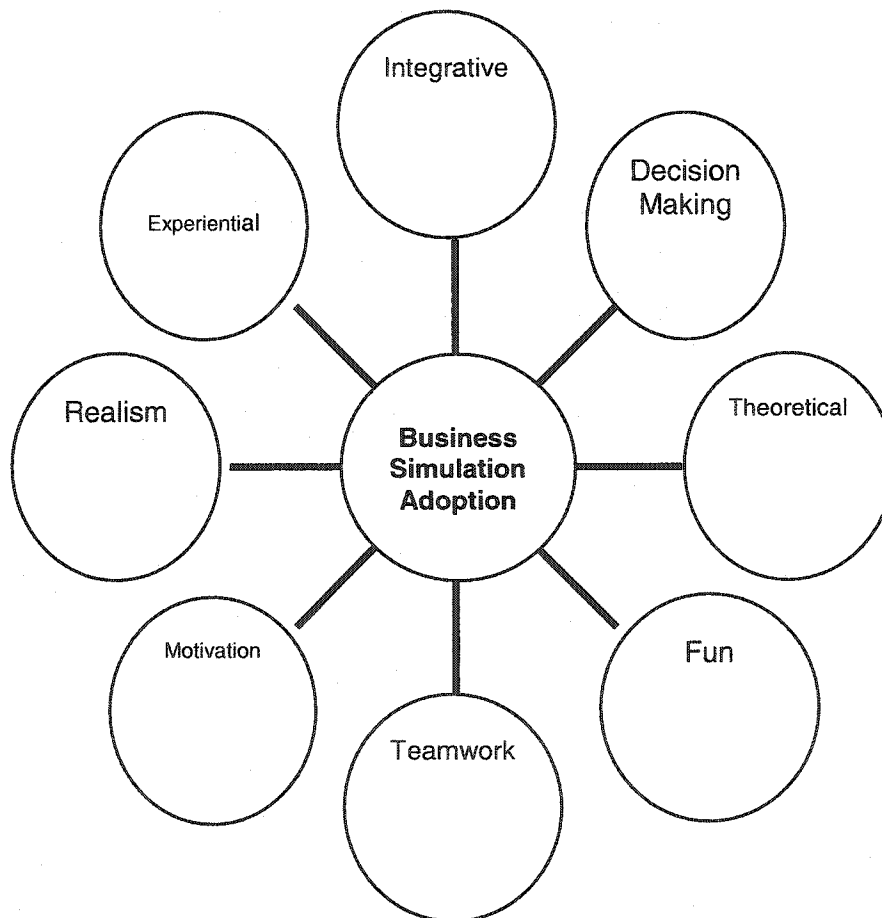 Integrative
Decision
Making
Experiential
Theoretical
Realism
Business
Simulation
Adoption
Motivation
Fun
Teamwork